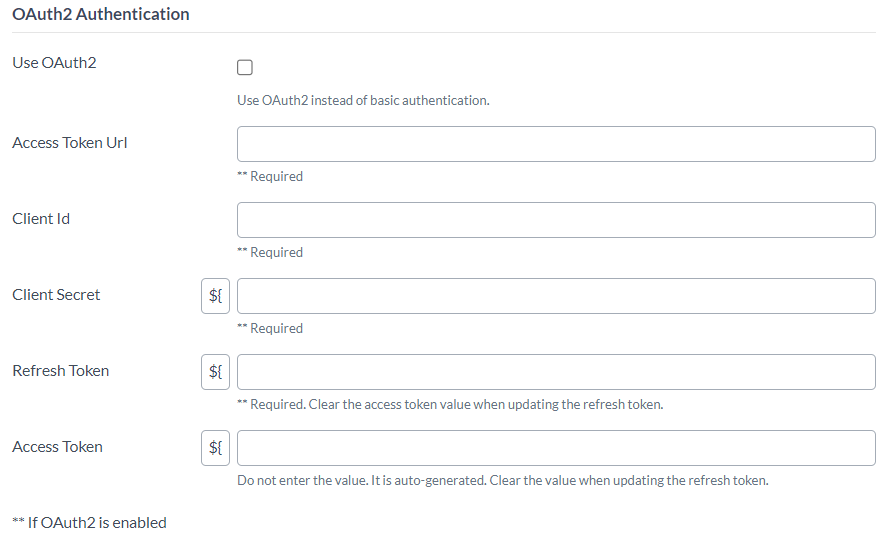 OAuth2 Authentication
Use OAuth2
Use OAuth2 instead of basic authentication.
Access Token Url
** Required
Client Id
** Required
Client Secret
${
** Required
Refresh Token
${
** Required. Clear the access token value when updating the refresh token.
Access Token
${
Do not enter the value. It is auto-generated. Clear the value when updating the refresh token.
** If OAuth2 is enabled